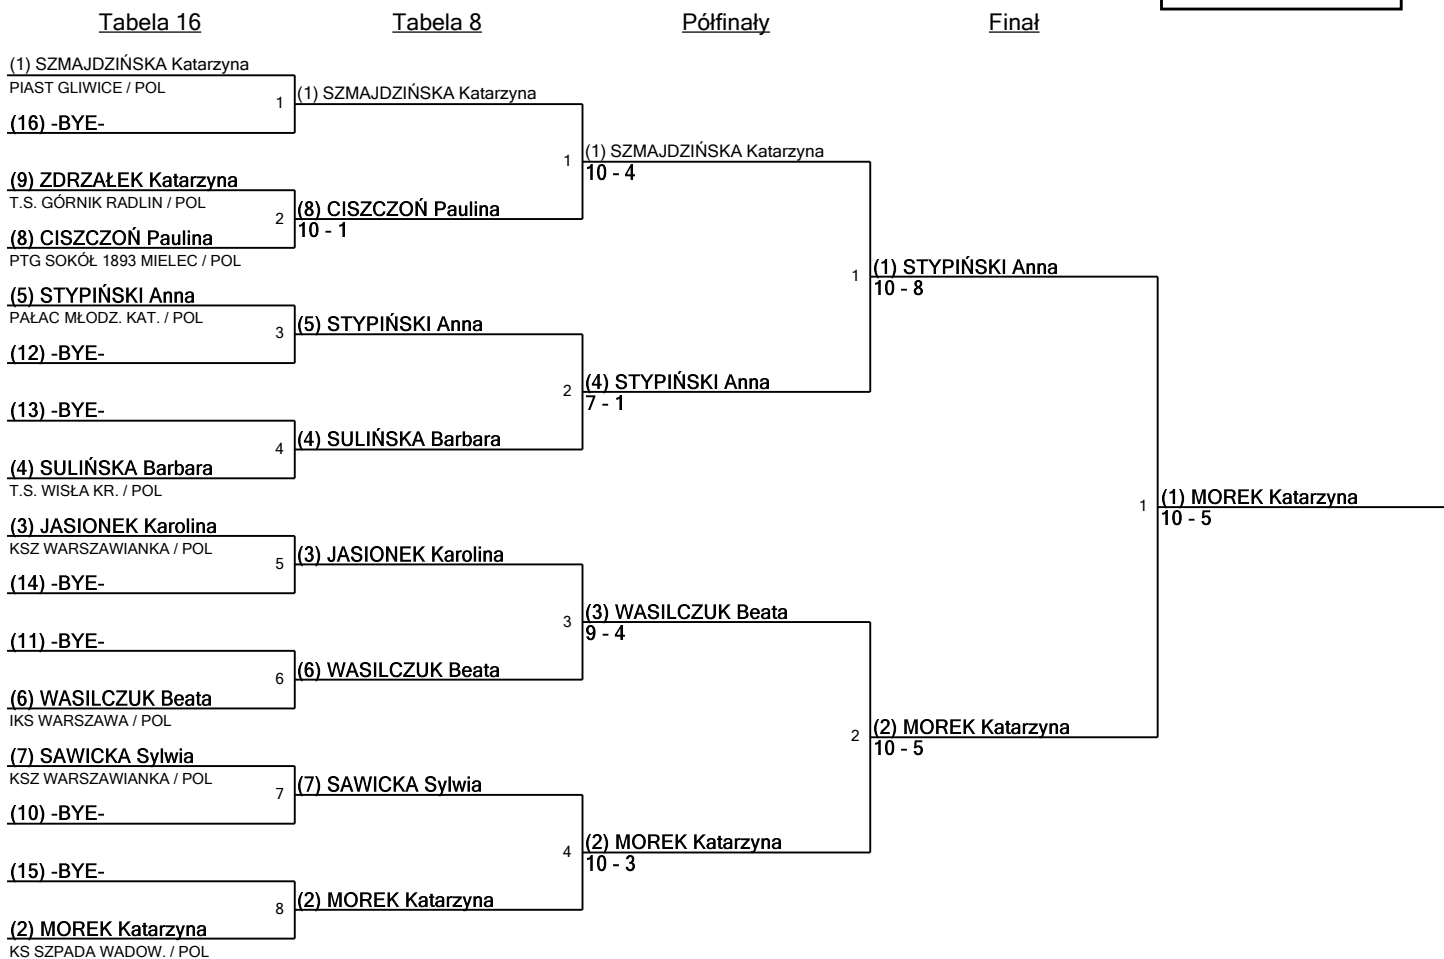 Tabela 16
Tabela 8
Półfinały
Finał
(1) SZMAJDZIŃSKA Katarzyna
PIAST GLIWICE / POL
1
(16) -BYE-
(9) ZDRZAŁEK Katarzyna
T.S. GÓRNIK RADLIN / POL
2
(8) CISZCZOŃ Paulina
PTG SOKÓŁ 1893 MIELEC / POL
(5) STYPIŃSKI Anna
PAŁAC MŁODZ. KAT. / POL
3
(12) -BYE-
(13) -BYE-
4
(4) SULIŃSKA Barbara
T.S. WISŁA KR. / POL
(3) JASIONEK Karolina
KSZ WARSZAWIANKA / POL
5
(14) -BYE-
(11) -BYE-
6
(6) WASILCZUK Beata
IKS WARSZAWA / POL
(7) SAWICKA Sylwia
KSZ WARSZAWIANKA / POL
7
(10) -BYE-
(15) -BYE-
8
(2) MOREK Katarzyna
KS SZPADA WADOW. / POL
(1) SZMAJDZIŃSKA Katarzyna
1
(8) CISZCZOŃ Paulina
10 - 1
(5) STYPIŃSKI Anna
2
(4) SULIŃSKA Barbara
(3) JASIONEK Karolina
3
(6) WASILCZUK Beata
(7) SAWICKA Sylwia
4
(2) MOREK Katarzyna
(1) SZMAJDZIŃSKA Katarzyna
10 - 4
1
(4) STYPIŃSKI Anna
7 - 1
(3) WASILCZUK Beata
9 - 4
2
(2) MOREK Katarzyna
10 - 3
(1) STYPIŃSKI Anna
10 - 8
1
(2) MOREK Katarzyna
10 - 5
(1) MOREK Katarzyna
10 - 5